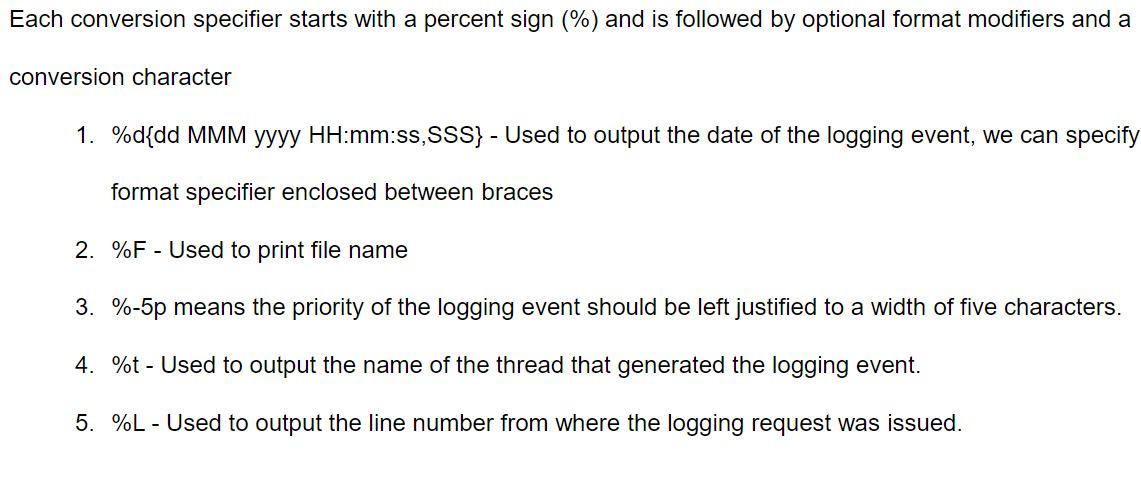 Each conversion specifier starts with a percent sign (%) and is followed by optional format modifiers and a
conversion character
1. %d{dd MMM yyyy HH:mm:ss,SSS} - Used to output the date of the logging event, we can specify
format specifier enclosed between braces
2. %F - Used to print file name
3. %-5p means the priority of the logging event should be left justified to a width of five characters.
4. %t - Used to output the name of the thread that generated the logging event.
5. %L - Used to output the line number from where the logging request was issued.